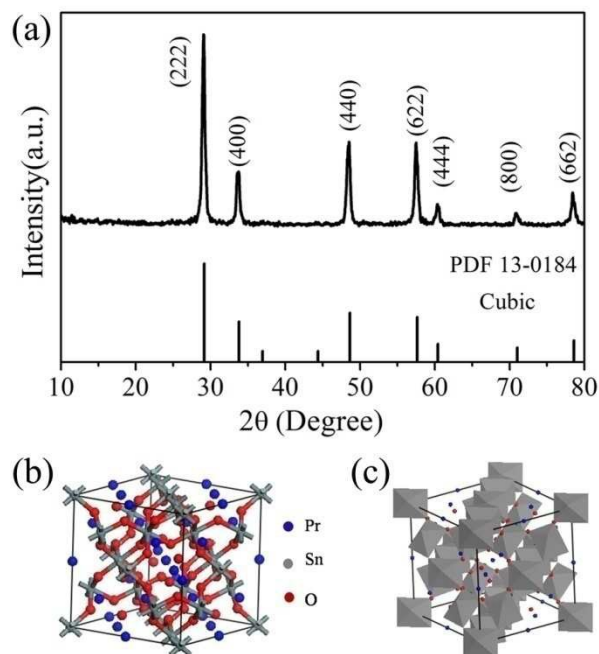 (a)
Intensity(a.u.)
(222)
(400)
(440)
(622)
(444)
(800)
(662)
PDF 13-0184
Cubic
10 20 30 40 50 60 70 80
2θ (Degree)
(b)
Pr
Sn
O
(c)